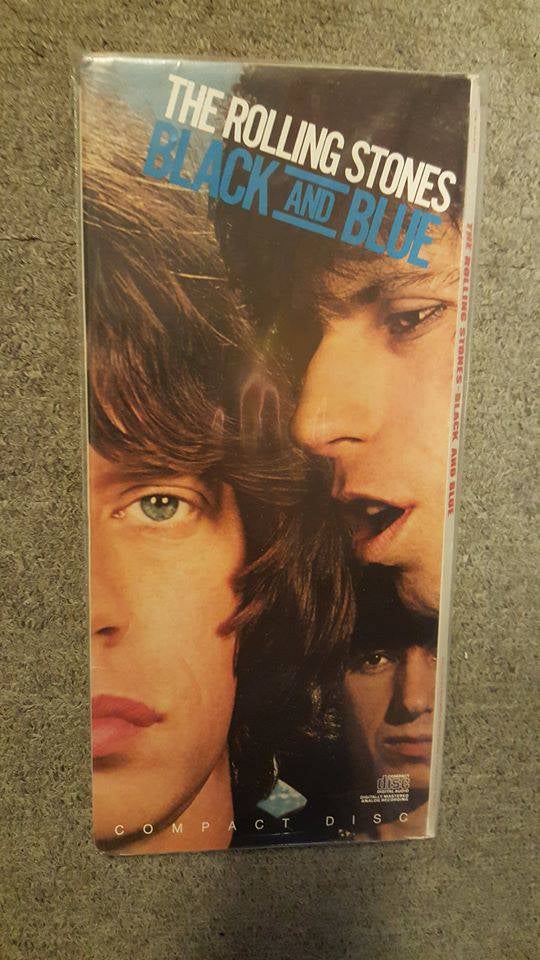 THE ROLLING STONES
BLACK AND BLUE
THE ROLLING STONES - BLACK AND BLUE
COMPACT
disc
DIGITAL AUDIO
DIGITALLY MASTERED
ANALOG RECORDING
COMPACT DISC